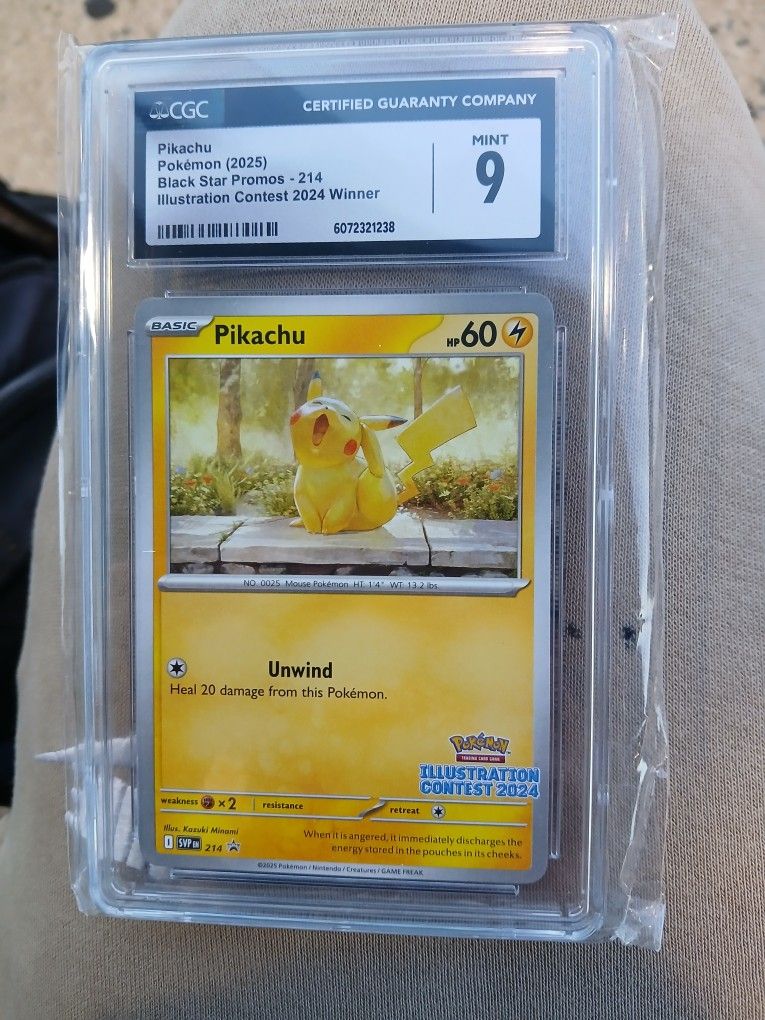 CGC
CERTIFIED GUARANTY COMPANY
Pikachu
Pokémon (2025)
Black Star Promos - 214
Illustration Contest 2024 Winner
6072321238
MINT
9
BASIC
Pikachu
HP 60
NO. 0025 Mouse Pokémon HT: 1'4" WT: 13.2 lbs.
Unwind
Heal 20 damage from this Pokémon.
POKéMON
TRADING CARD GAME
ILLUSTRATION
CONTEST 2024
weakness ×2 resistance retreat
Illus. Kazuki Minami
I SVP EN 214
When it is angered, it immediately discharges the
energy stored in the pouches in its cheeks.
©2025 Pokémon / Nintendo / Creatures / GAME FREAK